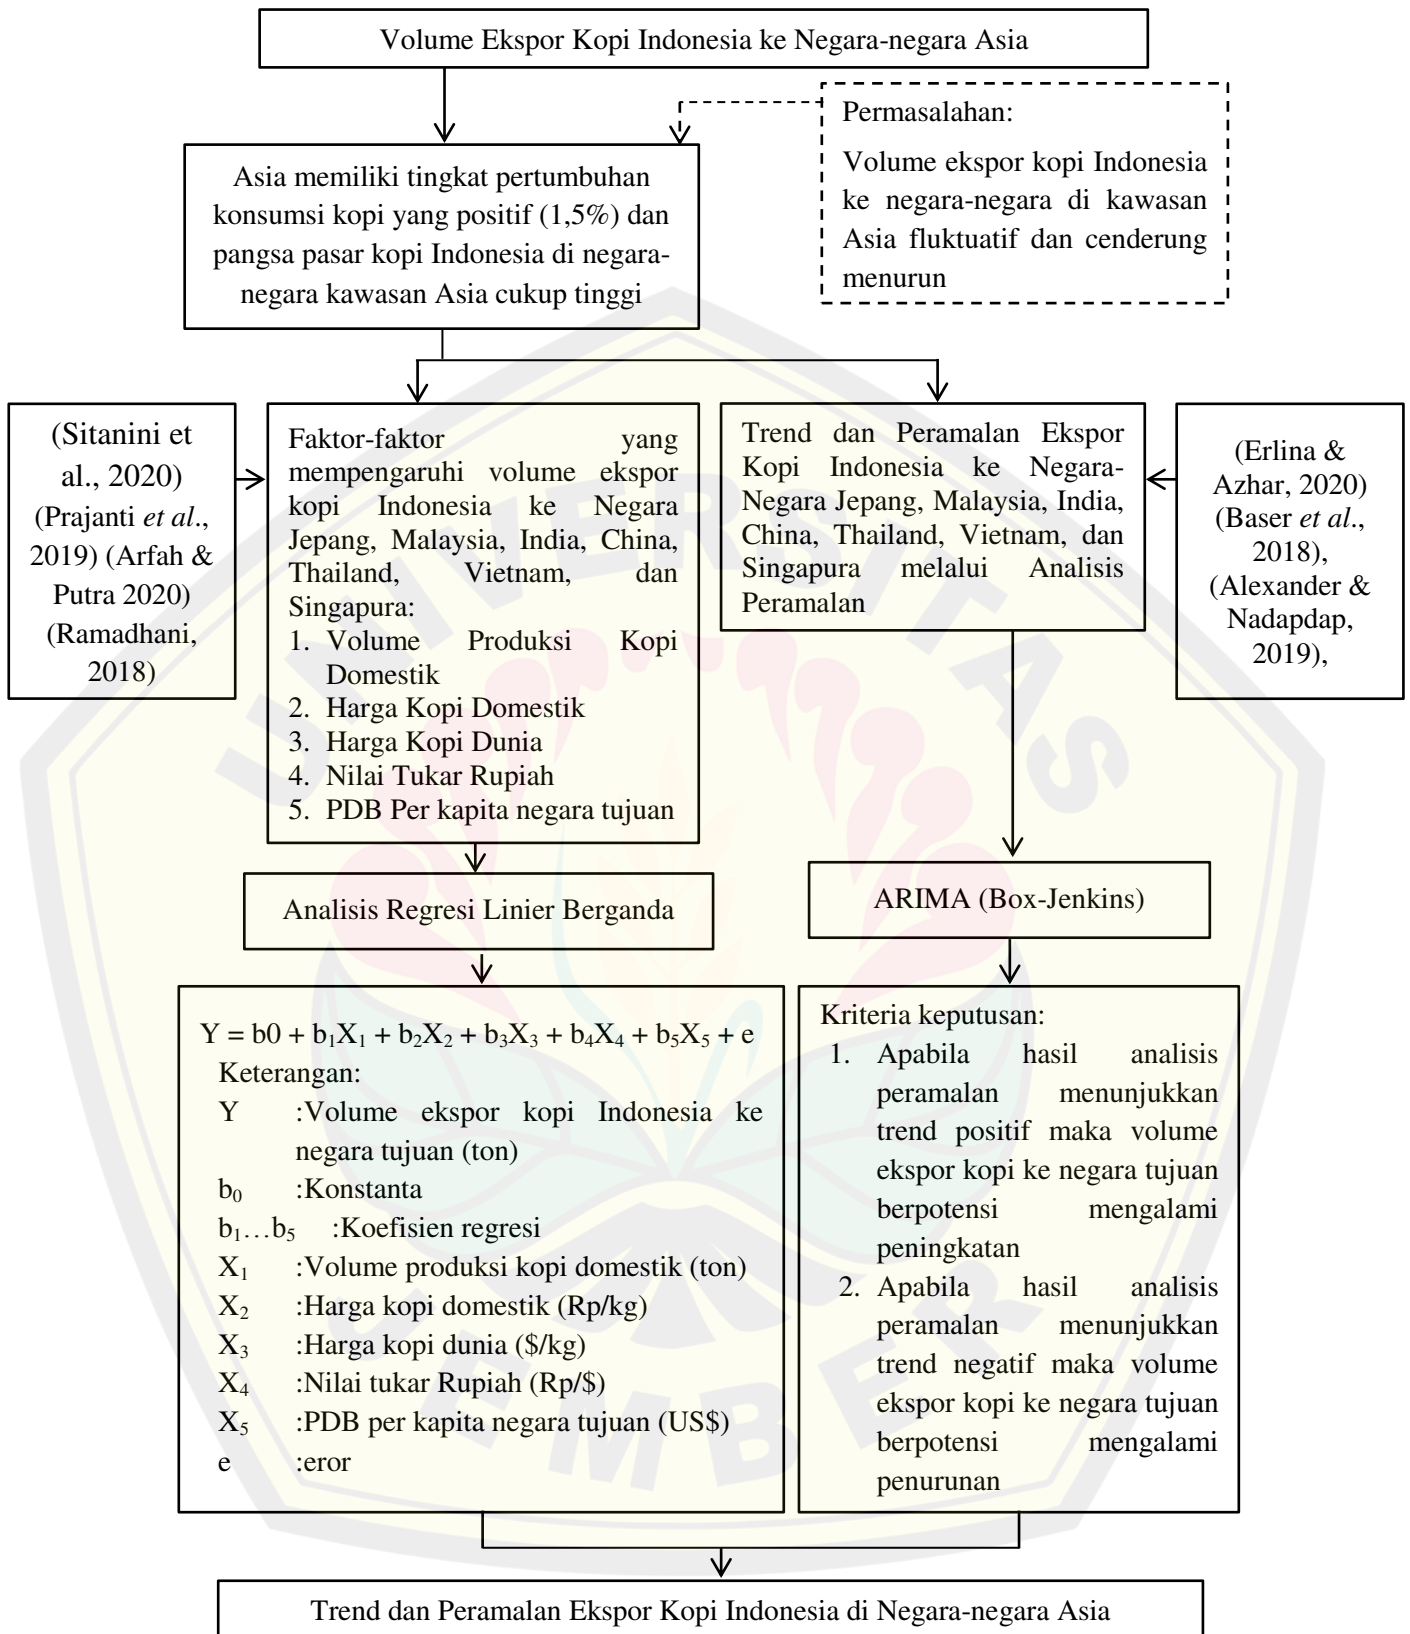 Volume Ekspor Kopi Indonesia ke Negara-negara Asia
Permasalahan:
Volume ekspor kopi Indonesia
ke negara-negara di kawasan
Asia fluktuatif dan cenderung
menurun
Asia memiliki tingkat pertumbuhan
konsumsi kopi yang positif (1,5%) dan
pangsa pasar kopi Indonesia di negara-
negara kawasan Asia cukup tinggi
(Sitanini et
al., 2020)
(Prajanti et al.,
2019) (Arfah &
Putra 2020)
(Ramadhani,
2018)
Faktor-faktor yang
mempengaruhi volume ekspor
kopi Indonesia ke Negara
Jepang, Malaysia, India, China,
Thailand, Vietnam, dan
Singapura:
1. Volume Produksi Kopi
Domestik
2. Harga Kopi Domestik
3. Harga Kopi Dunia
4. Nilai Tukar Rupiah
5. PDB Per kapita negara tujuan
Trend dan Peramalan Ekspor
Kopi Indonesia ke Negara-
Negara Jepang, Malaysia, India,
China, Thailand, Vietnam, dan
Singapura melalui Analisis
Peramalan
(Erlina &
Azhar, 2020)
(Baser et al.,
2018),
(Alexander &
Nadapdap,
2019),
Analisis Regresi Linier Berganda
ARIMA (Box-Jenkins)
Y = b0 + b₁X₁ + b₂X₂ + b₃X₃ + b₄X₄ + b₅X₅ + e
Keterangan:
Y :Volume ekspor kopi Indonesia ke
negara tujuan (ton)
b₀ :Konstanta
b₁…b₅ :Koefisien regresi
X₁ :Volume produksi kopi domestik (ton)
X₂ :Harga kopi domestik (Rp/kg)
X₃ :Harga kopi dunia ($/kg)
X₄ :Nilai tukar Rupiah (Rp/$)
X₅ :PDB per kapita negara tujuan (US$)
e :eror
Kriteria keputusan:
1. Apabila hasil analisis
peramalan menunjukkan
trend positif maka volume
ekspor kopi ke negara tujuan
berpotensi mengalami
peningkatan
2. Apabila hasil analisis
peramalan menunjukkan
trend negatif maka volume
ekspor kopi ke negara tujuan
berpotensi mengalami
penurunan
Trend dan Peramalan Ekspor Kopi Indonesia di Negara-negara Asia
UNIVERSITAS
JEMBER